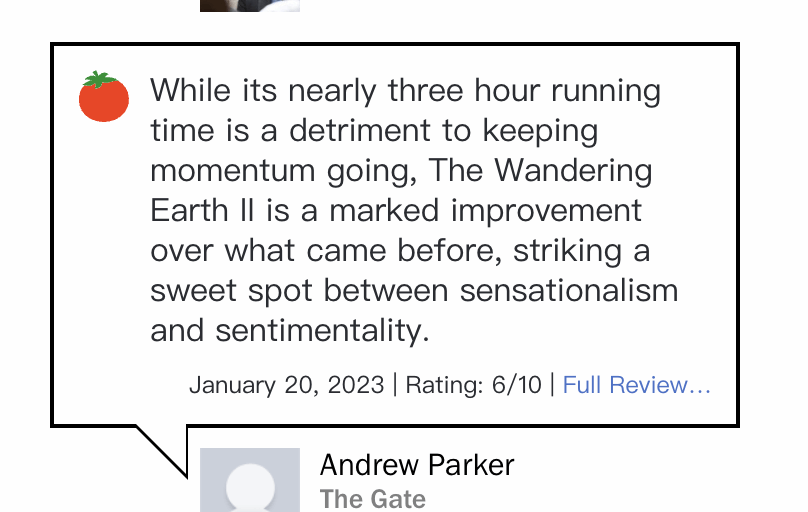 While its nearly three hour running
time is a detriment to keeping
momentum going, The Wandering
Earth II is a marked improvement
over what came before, striking a
sweet spot between sensationalism
and sentimentality.
January 20, 2023 | Rating: 6/10 | Full Review…
Andrew Parker
The Gate